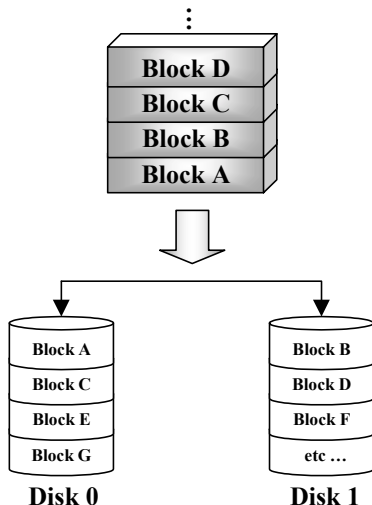 ⋮
Block D
Block C
Block B
Block A
Block A
Block C
Block E
Block G
Disk 0
Block B
Block D
Block F
etc …
Disk 1